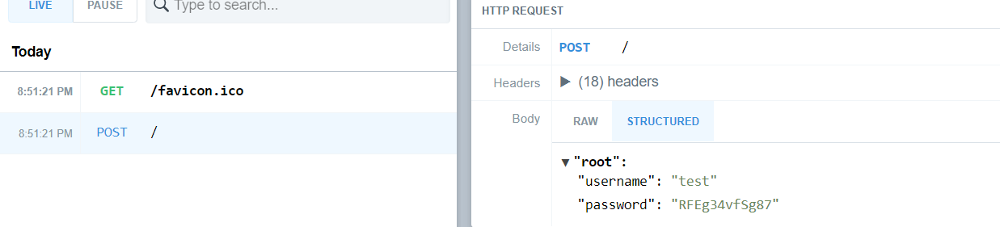 LIVE PAUSE Type to search...
Today
8:51:21 PM GET /favicon.ico
8:51:21 PM POST /
HTTP REQUEST
Details POST /
Headers ▶ (18) headers
Body RAW STRUCTURED
▼ "root":
"username": "test"
"password": "RFEg34vfSg87"